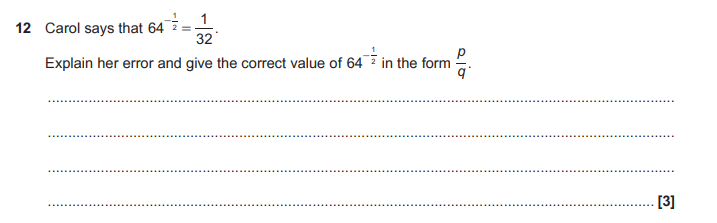 12 Carol says that 64^(-1/2) = 1/32.
Explain her error and give the correct value of 64^(-1/2) in the form p/q.
[3]